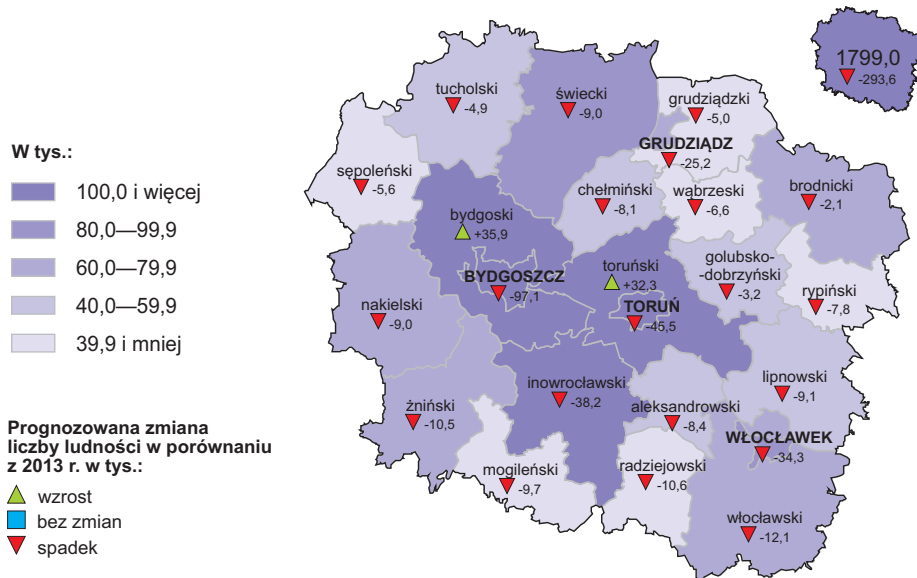 1799,0
-293,6
tucholski
-4,9
świecki
-9,0
grudziądzki
-5,0
GRUDZIĄDZ
-25,2
sępoleński
-5,6
chełmiński
-8,1
wąbrzeski
-6,6
brodnicki
-2,1
bydgoski
+35,9
BYDGOSZCZ
-97,1
toruński
+32,3
TORUŃ
-45,5
golubsko-
-dobrzyński
-3,2
rypiński
-7,8
nakielski
-9,0
inowrocławski
-38,2
lipnowski
-9,1
żniński
-10,5
aleksandrowski
-8,4
WŁOCŁAWEK
-34,3
mogileński
-9,7
radziejowski
-10,6
włocławski
-12,1
W tys.:
100,0 i więcej
80,0—99,9
60,0—79,9
40,0—59,9
39,9 i mniej
Prognozowana zmiana
liczby ludności w porównaniu
z 2013 r. w tys.:
wzrost
bez zmian
spadek